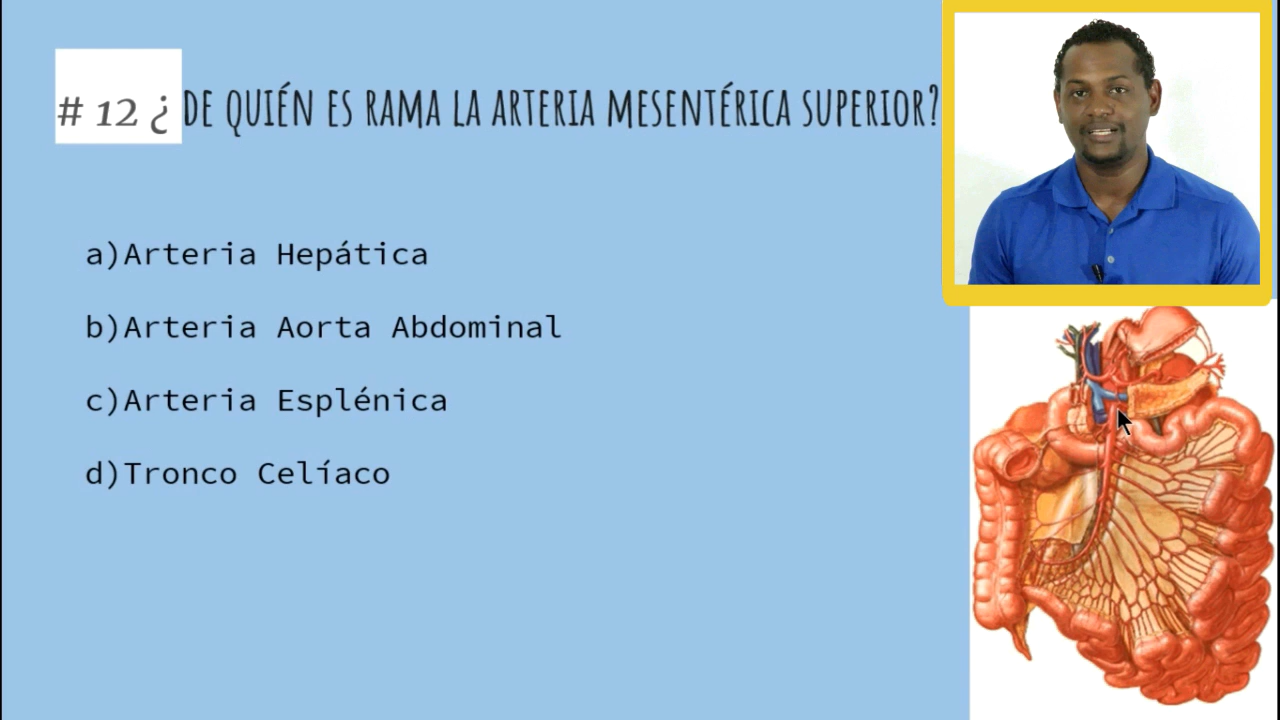 # 12 ¿ DE QUIÉN ES RAMA LA ARTERIA MESENTÉRICA SUPERIOR?
a)Arteria Hepática
b)Arteria Aorta Abdominal
c)Arteria Esplénica
d)Tronco Celíaco